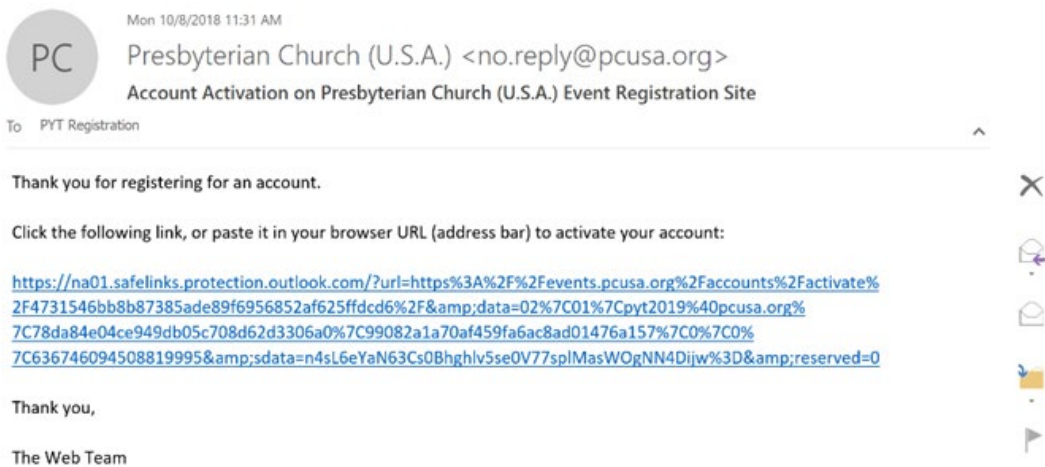 Mon 10/8/2018 11:31 AM
PC
Presbyterian Church (U.S.A.) <no.reply@pcusa.org>
Account Activation on Presbyterian Church (U.S.A.) Event Registration Site
To PYT Registration
Thank you for registering for an account.
Click the following link, or paste it in your browser URL (address bar) to activate your account:
https://na01.safelinks.protection.outlook.com/?url=https%3A%2F%2Fevents.pcusa.org%2Faccounts%2Factivate%
2F4731546bb8b87385ade89f6956852af625ffdcd6%2F&amp;data=02%7C01%7Cpyt2019%40pcusa.org%
7C78da84e04ce949db05c708d62d3306a0%7C99082a1a70af459fa6ac8ad01476a157%7C0%7C0%
7C636746094508819995&amp;sdata=n4sL6eYaN63Cs0Bhghlv5se0V77splMasWOgNN4Dijw%3D&amp;reserved=0
Thank you,
The Web Team